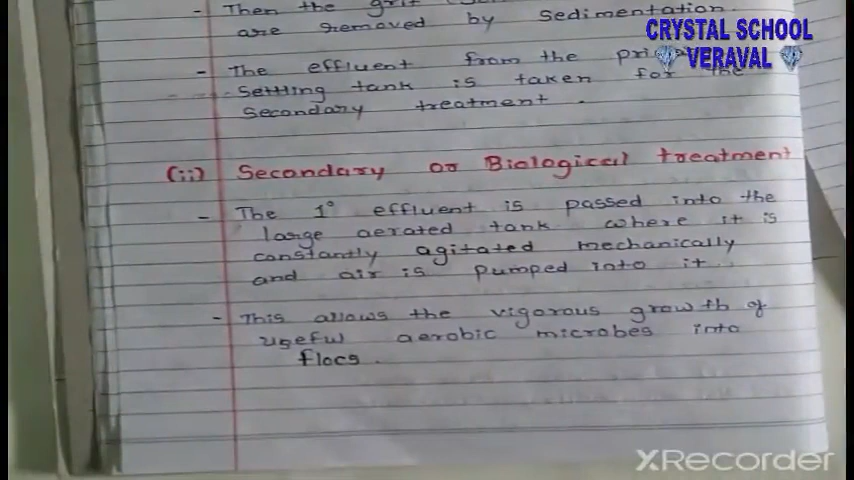 - Then the grit
are removed by sedimentation.
CRYSTAL SCHOOL
VERAVAL
- The effluent from the
settling tank is taken for the
secondary treatment .
(ii) Secondary or Biological treatment
- The 1° effluent is passed into the
large aerated tank where it is
constantly agitated mechanically
and air is pumped into it .
- This allows the vigorous growth of
useful aerobic microbes into
flocs .
XRecorder